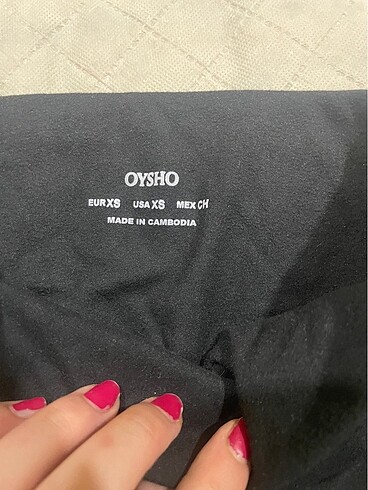 OYSHO
EUR XS USA XS MEX CH
MADE IN CAMBODIA